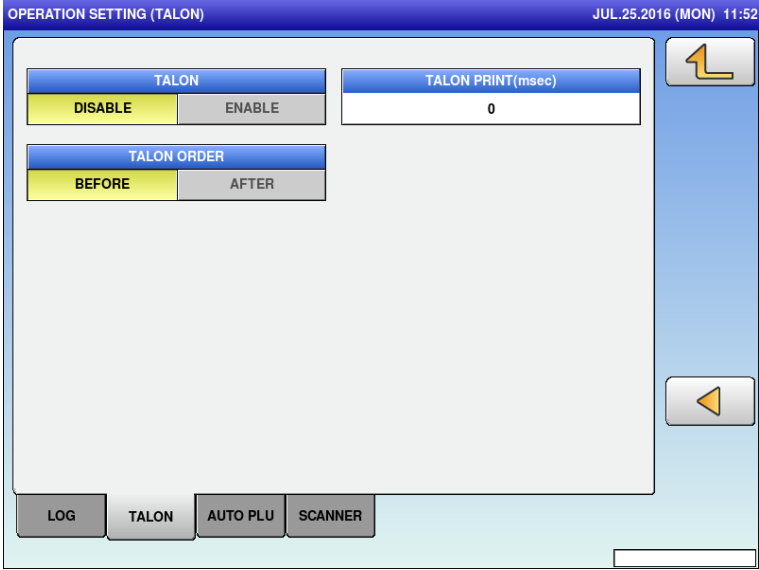 OPERATION SETTING (TALON) JUL.25.2016 (MON) 11:52
TALON TALON PRINT(msec)
DISABLE ENABLE 0
TALON ORDER
BEFORE AFTER
LOG TALON AUTO PLU SCANNER